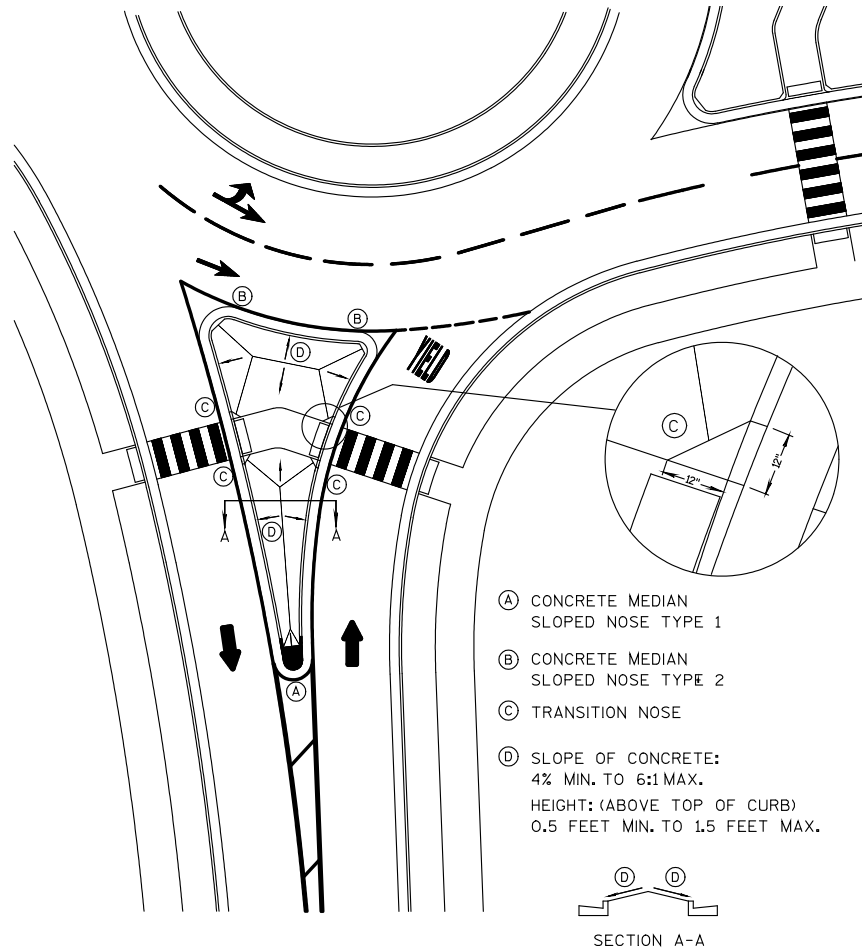 B
B
YIELD
D
C
C
C
C
C
12"
12"
D
A
A
A
A CONCRETE MEDIAN
SLOPED NOSE TYPE 1
B CONCRETE MEDIAN
SLOPED NOSE TYPE 2
C TRANSITION NOSE
D SLOPE OF CONCRETE:
4% MIN. TO 6:1 MAX.
HEIGHT: (ABOVE TOP OF CURB)
0.5 FEET MIN. TO 1.5 FEET MAX.
D D
SECTION A-A